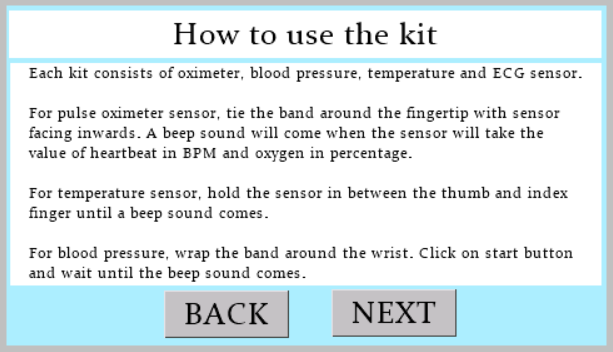 How to use the kit
Each kit consists of oximeter, blood pressure, temperature and ECG sensor.
For pulse oximeter sensor, tie the band around the fingertip with sensor
facing inwards. A beep sound will come when the sensor will take the
value of heartbeat in BPM and oxygen in percentage.
For temperature sensor, hold the sensor in between the thumb and index
finger until a beep sound comes.
For blood pressure, wrap the band around the wrist. Click on start button
and wait until the beep sound comes.
BACK
NEXT